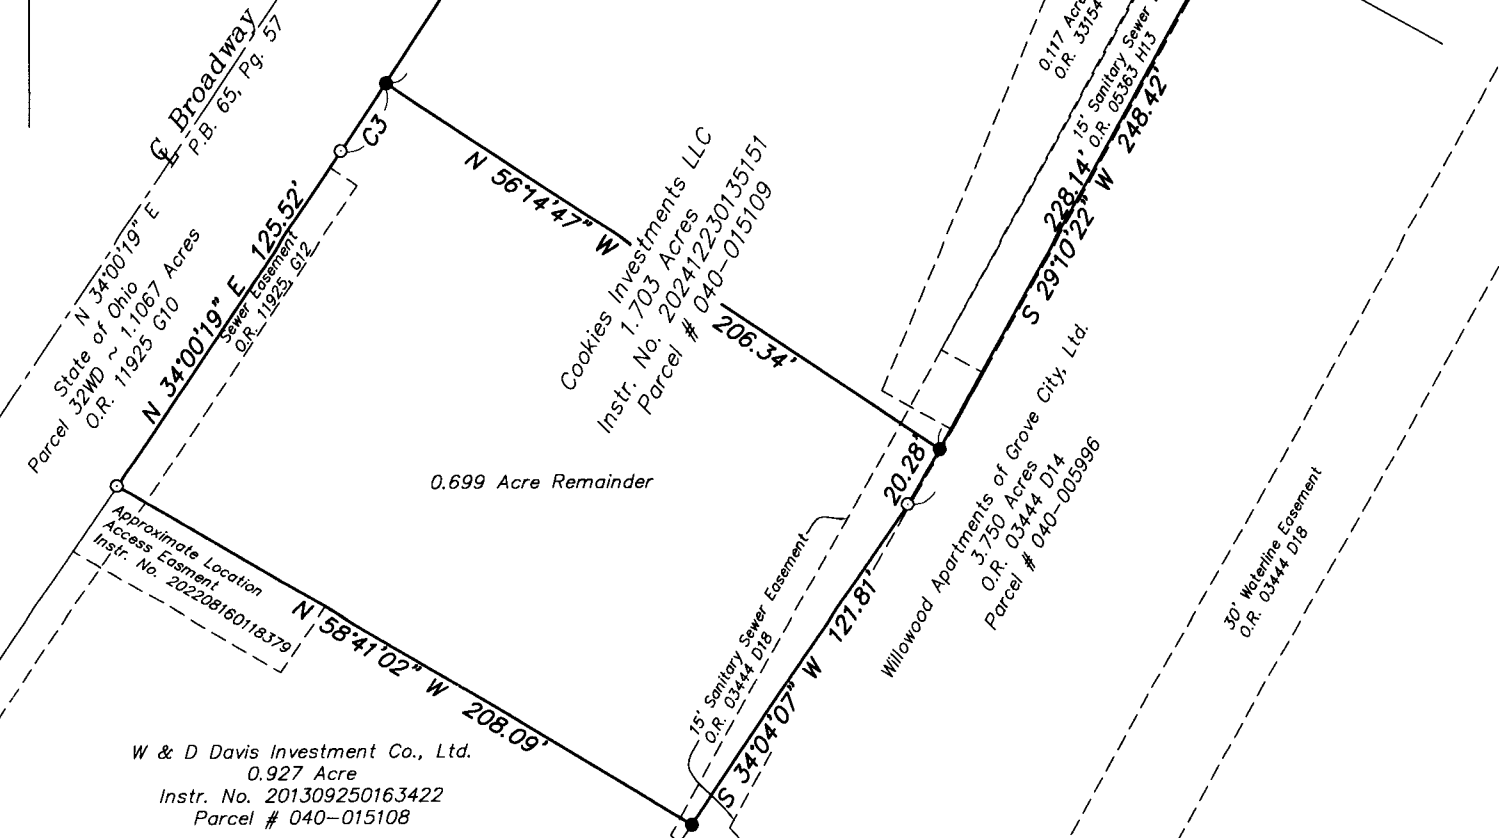 ℄ Broadway
P.B. 65, Pg. 57
C3
N 34°00'19" E
State of Ohio
Parcel 32WD ~ 1.1067 Acres
O.R. 11925 G10
N 34°00'19" E 125.52'
Sewer Easement
O.R. 11925 G12
N 56°14'47" W 206.34'
Cookies Investments LLC
1.703 Acres
Instr. No. 202412230135151
Parcel # 040-015109
0.117 Acre
O.R. 33154
15' Sanitary Sewer
O.R. 05363 H13
228.14'
S 29°10'22" W 248.42'
20.28'
0.699 Acre Remainder
Willowood Apartments of Grove City, Ltd.
3.750 Acres
O.R. 03444 D14
Parcel # 040-005996
30' Waterline Easement
O.R. 03444 D18
15' Sanitary Sewer Easement
O.R. 03444 D18
S 34°04'07" W 121.81'
Approximate Location
Access Easment
Instr. No. 202208160118379
N 58°41'02" W 208.09'
W & D Davis Investment Co., Ltd.
0.927 Acre
Instr. No. 201309250163422
Parcel # 040-015108